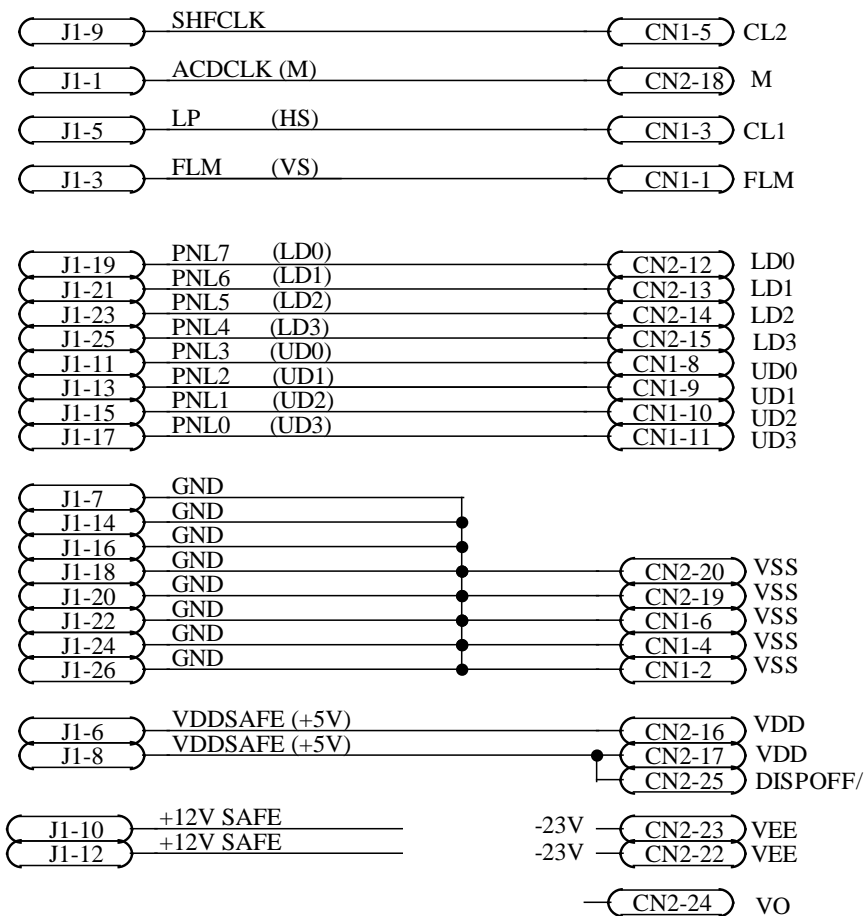 J1-9 SHFCLK CN1-5 CL2
J1-1 ACDCLK (M) CN2-18 M
J1-5 LP (HS) CN1-3 CL1
J1-3 FLM (VS) CN1-1 FLM
J1-19 PNL7 (LD0) CN2-12 LD0
J1-21 PNL6 (LD1) CN2-13 LD1
J1-23 PNL5 (LD2) CN2-14 LD2
J1-25 PNL4 (LD3) CN2-15 LD3
J1-11 PNL3 (UD0) CN1-8 UD0
J1-13 PNL2 (UD1) CN1-9 UD1
J1-15 PNL1 (UD2) CN1-10 UD2
J1-17 PNL0 (UD3) CN1-11 UD3
J1-7 GND
J1-14 GND
J1-16 GND
J1-18 GND CN2-20 VSS
J1-20 GND CN2-19 VSS
J1-22 GND CN1-6 VSS
J1-24 GND CN1-4 VSS
J1-26 GND CN1-2 VSS
J1-6 VDDSAFE (+5V) CN2-16 VDD
J1-8 VDDSAFE (+5V) CN2-17 VDD
CN2-25 DISPOFF/
J1-10 +12V SAFE -23V CN2-23 VEE
J1-12 +12V SAFE -23V CN2-22 VEE
CN2-24 VO